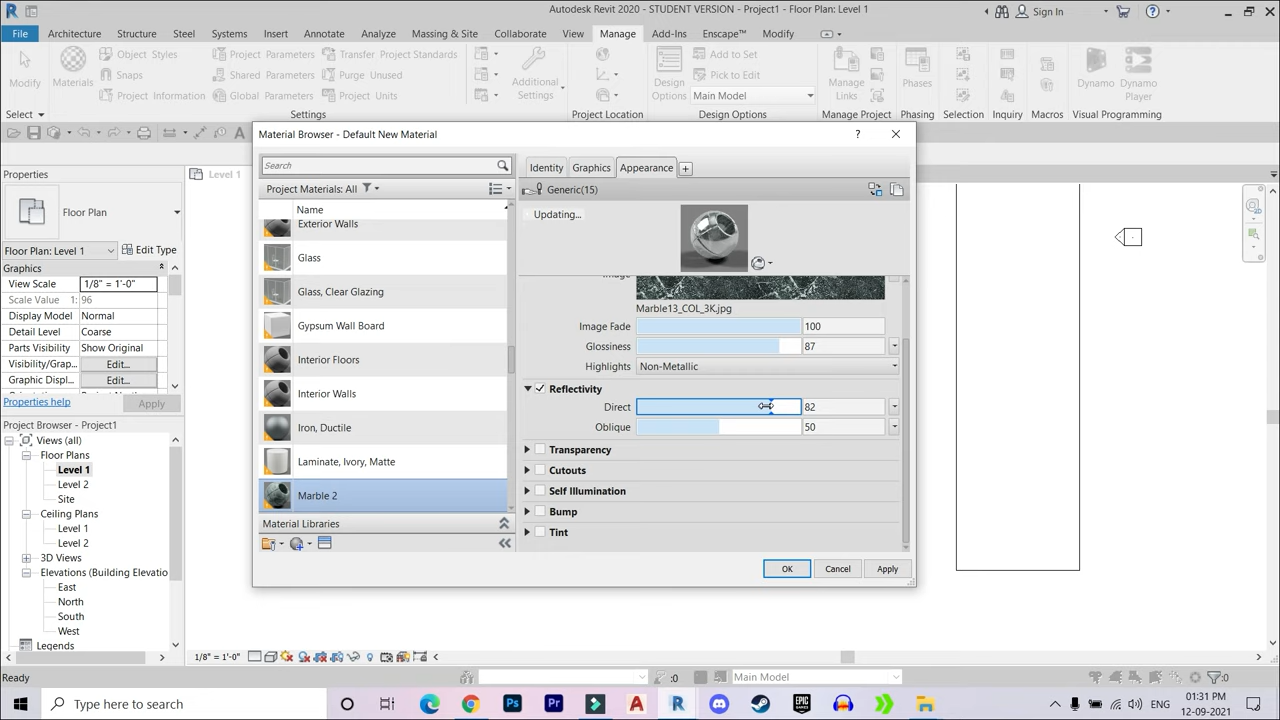 Autodesk Revit 2020 - STUDENT VERSION - Project1 - Floor Plan: Level 1
Sign In
File Architecture Structure Steel Systems Insert Annotate Analyze Massing & Site Collaborate View Manage Add-Ins Enscape™ Modify
Modify
Materials
Object Styles
Snaps
Project Information
Project Parameters
Shared Parameters
Global Parameters
Transfer Project Standards
Purge Unused
Project Units
Additional Settings
Design Options
Add to Set
Pick to Edit
Main Model
Manage Links
Phases
Dynamo
Dynamo Player
Select
Settings
Project Location
Design Options
Manage Project
Phasing
Selection
Inquiry
Macros
Visual Programming
Properties
Floor Plan
Floor Plan: Level 1
Edit Type
Graphics
View Scale 1/8" = 1'-0"
Scale Value 1: 96
Display Model Normal
Detail Level Coarse
Parts Visibility Show Original
Visibility/Grap... Edit...
Graphic Displ... Edit...
Properties help
Apply
Project Browser - Project1
Views (all)
Floor Plans
Level 1
Level 2
Site
Ceiling Plans
Level 1
Level 2
3D Views
Elevations (Building Elevatio
East
North
South
West
Legends
Level 1
Material Browser - Default New Material
?
Search
Project Materials: All
Name
Exterior Walls
Glass
Glass, Clear Glazing
Gypsum Wall Board
Interior Floors
Interior Walls
Iron, Ductile
Laminate, Ivory, Matte
Marble 2
Material Libraries
Identity Graphics Appearance
Generic(15)
Updating...
Image
Marble13_COL_3K.jpg
Image Fade 100
Glossiness 87
Highlights Non-Metallic
Reflectivity
Direct 82
Oblique 50
Transparency
Cutouts
Self Illumination
Bump
Tint
OK Cancel Apply
1/8" = 1'-0"
Ready
:0
Main Model
:0
Type here to search
01:31 PM
12-09-2021